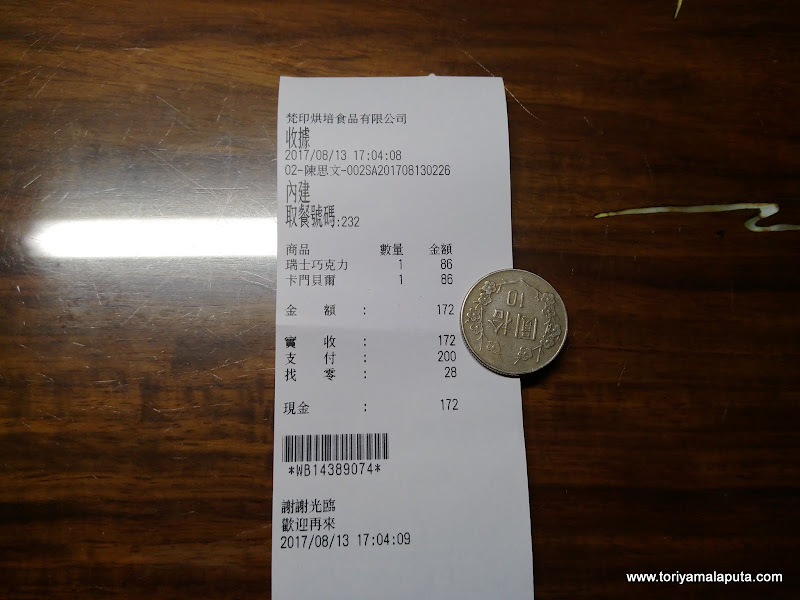 梵印烘培食品有限公司
收據
2017/08/13 17:04:08
02-陳思文-002SA201708130226
內建
取餐號碼:232
商品 數量 金額
瑞士巧克力 1 86
卡門貝爾 1 86
金 額 : 172
實 收 : 172
支 付 : 200
找 零 : 28
現金 : 172
*WB14389074*
謝謝光臨
歡迎再來
2017/08/13 17:04:09
10
圓拾
www.toriyamalaputa.com